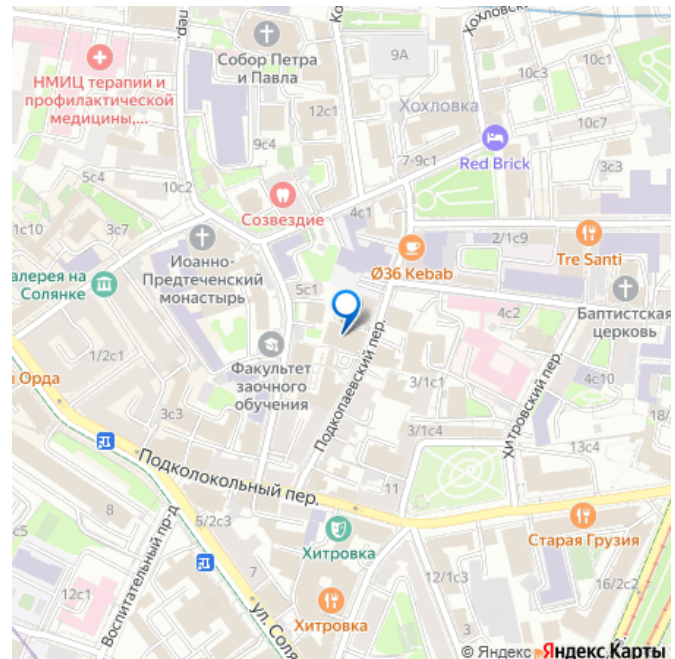 пер.
Собор Петра
и Павла
НМИЦ терапии и
профилактической
медицины,...
9А
10с3
10с1
12с1
Хохловка
10с7
9с4
7-9с1
Red Brick
3с3
5с4
10с2
Созвездие
4с1
1с10
3с7
Иоанно-
Предтеченский
монастырь
Ø36 Kebab
2/1с9
Tre Santi
алерея на
Солянке
5с1
4с2
Баптистская
церковь
1/2с1
Факультет
заочного
обучения
Подкопаевский пер.
3/1с1
Хитровский пер.
4с10
18/
Орда
3с3
3/1с4
13с4
Подколокольный пер.
11
8
5/2с3
Воспитательный пр-д
Хитровка
Старая Грузия
7
12/1с3
16/2с2
12с1
ул. Соля
Хитровка
3
© Яндекс Яндекс Карты